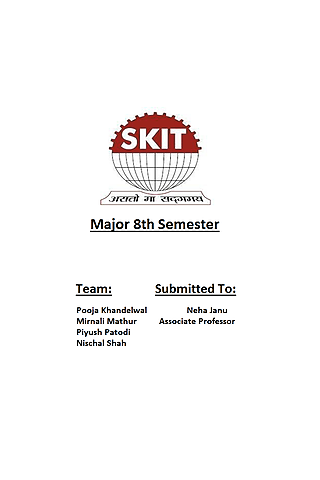 SKIT
असतो मा सद्गमय
Major 8th Semester
Team:
Pooja Khandelwal
Mirnali Mathur
Piyush Patodi
Nischal Shah
Submitted To:
Neha Janu
Associate Professor